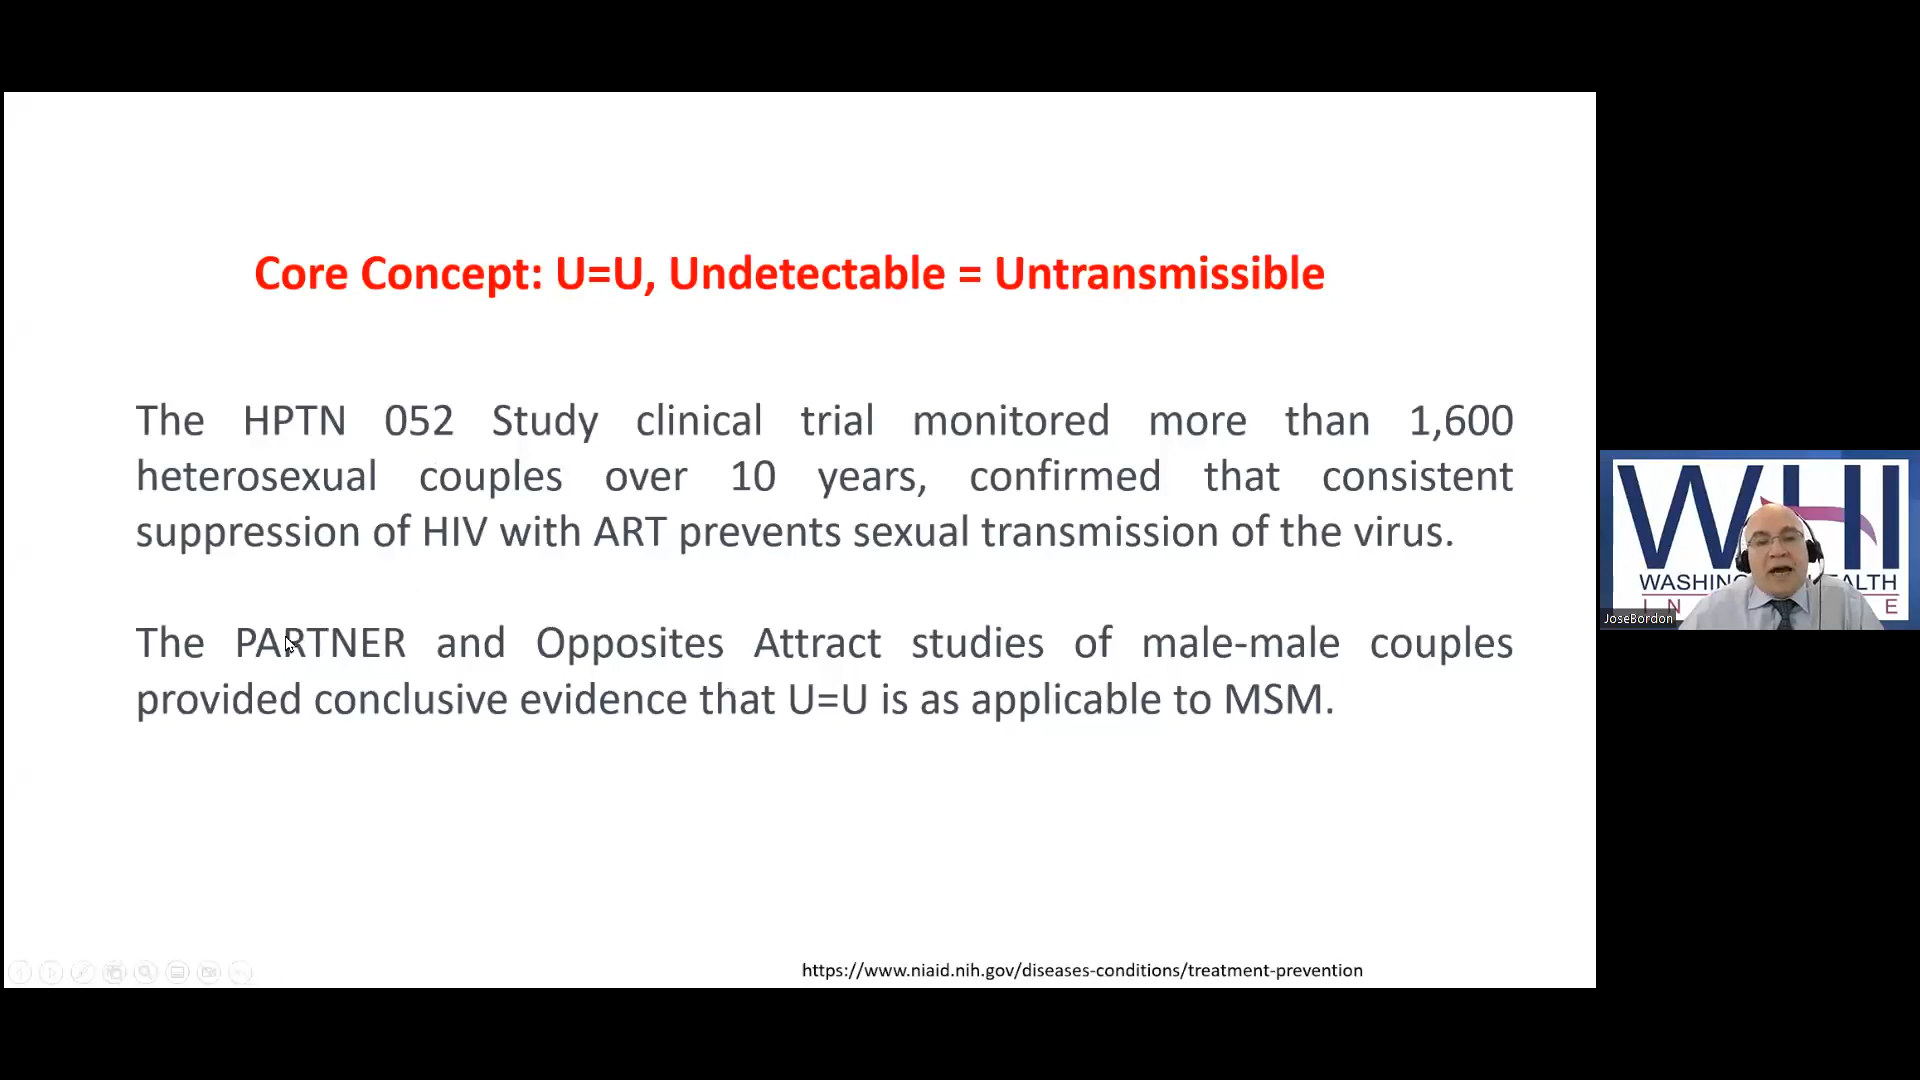 Core Concept: U=U, Undetectable = Untransmissible
The HPTN 052 Study clinical trial monitored more than 1,600
heterosexual couples over 10 years, confirmed that consistent
suppression of HIV with ART prevents sexual transmission of the virus.
The PARTNER and Opposites Attract studies of male-male couples
provided conclusive evidence that U=U is as applicable to MSM.
https://www.niaid.nih.gov/diseases-conditions/treatment-prevention
WHI
JoseBordon